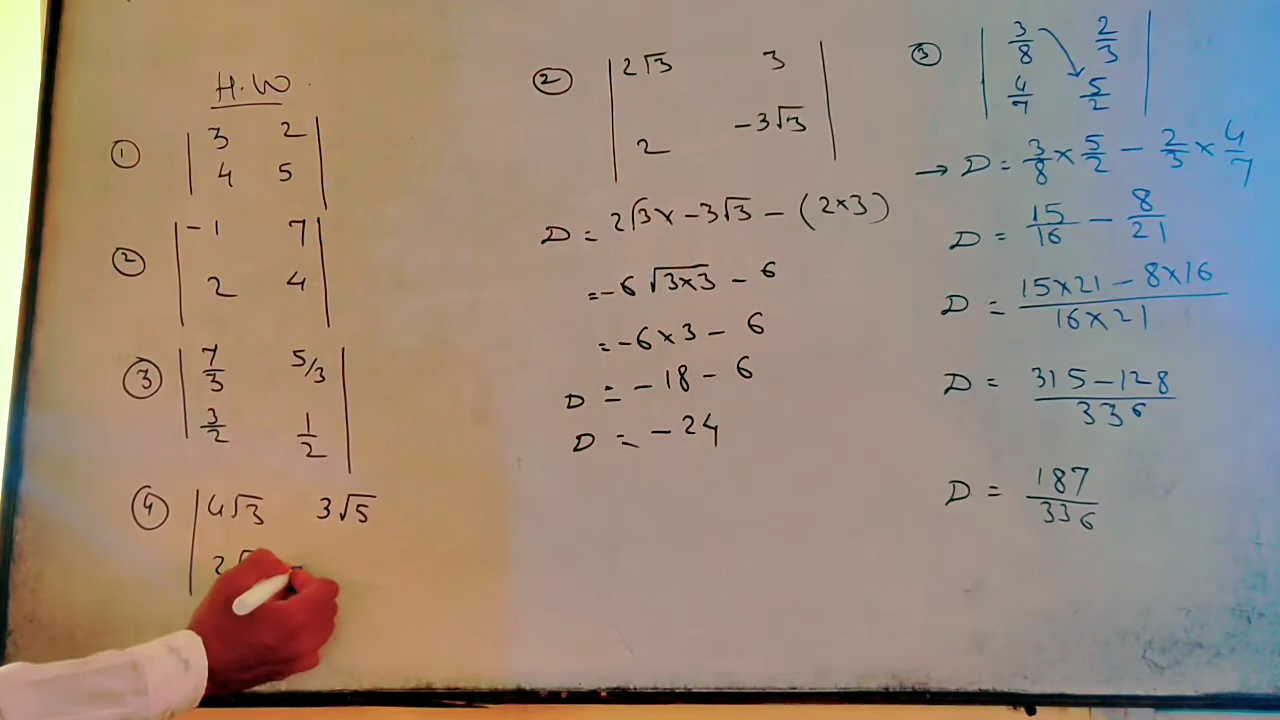 H.W.
① | 3 2 |
| 4 5 |
② | -1 7 |
| 2 4 |
③ | 7/3 5/3 |
| 3/2 1/2 |
④ | 4√3 3√5
| 2√
② | 2√3 3 |
| 2 -3√3 |
D = 2√3 × -3√3 - (2×3)
= -6 √3×3 - 6
= -6×3 - 6
D = -18 - 6
D = -24
③ | 3/8 2/3 |
| 4/7 5/2 |
→ D = 3/8 × 5/2 - 2/3 × 4/7
D = 15/16 - 8/21
D = 15×21 - 8×16 / 16×21
D = 315-128 / 336
D = 187/336